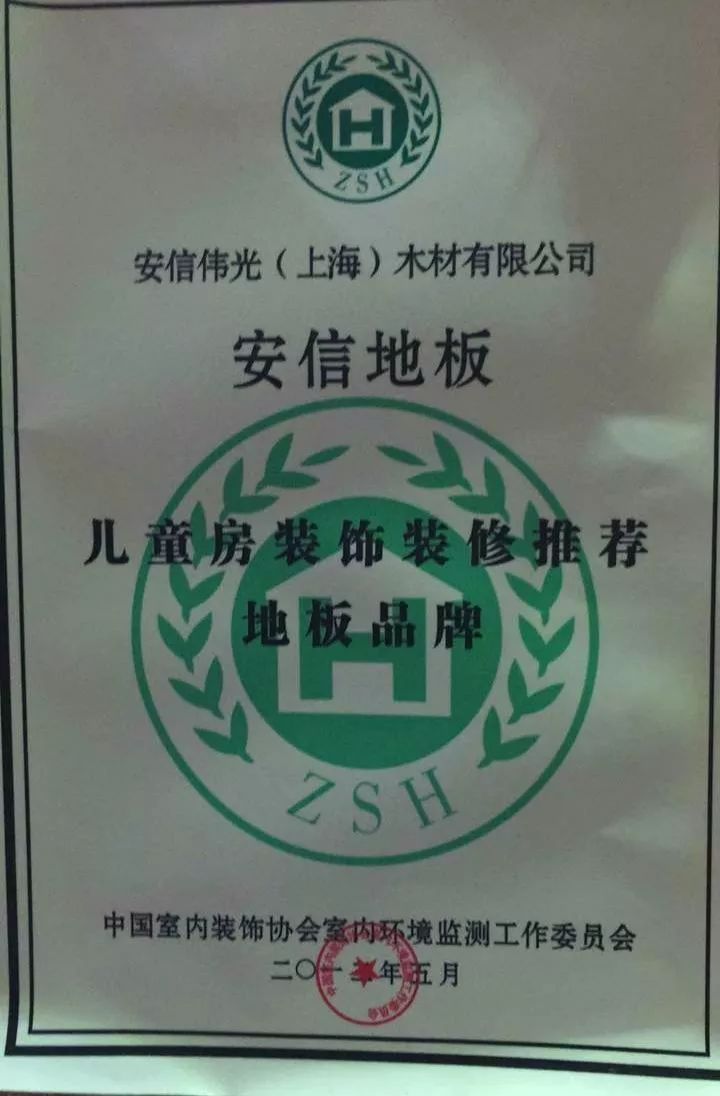 H
ZSH
安信伟光（上海）木材有限公司
安信地板
儿童房装饰装修推荐
地板品牌
H
ZSH
中国室内装饰协会室内环境监测工作委员会
二〇一二年五月